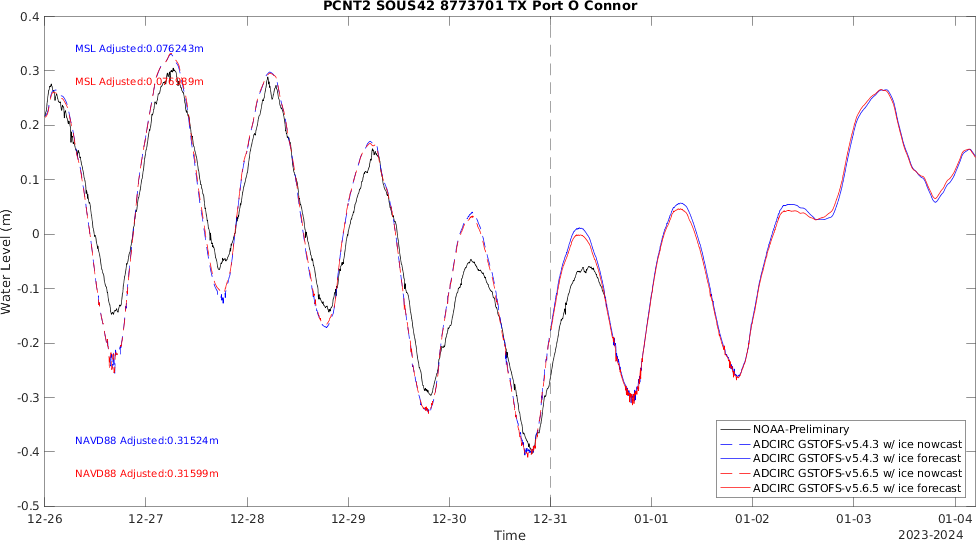 PCNT2 SOUS42 8773701 TX Port O Connor
MSL Adjusted:0.076243m
MSL Adjusted:
Water Level (m)
0.4
0.3
0.2
0.1
0
-0.1
-0.2
-0.3
-0.4
-0.5
NAVD88 Adjusted:0.31524m
NAVD88 Adjusted:0.31599m
NOAA-Preliminary
ADCIRC GSTOFS-v5.4.3 w/ ice nowcast
ADCIRC GSTOFS-v5.4.3 w/ ice forecast
ADCIRC GSTOFS-v5.6.5 w/ ice nowcast
ADCIRC GSTOFS-v5.6.5 w/ ice forecast
12-26 12-27 12-28 12-29 12-30 12-31 01-01 01-02 01-03 01-04
Time
2023-2024